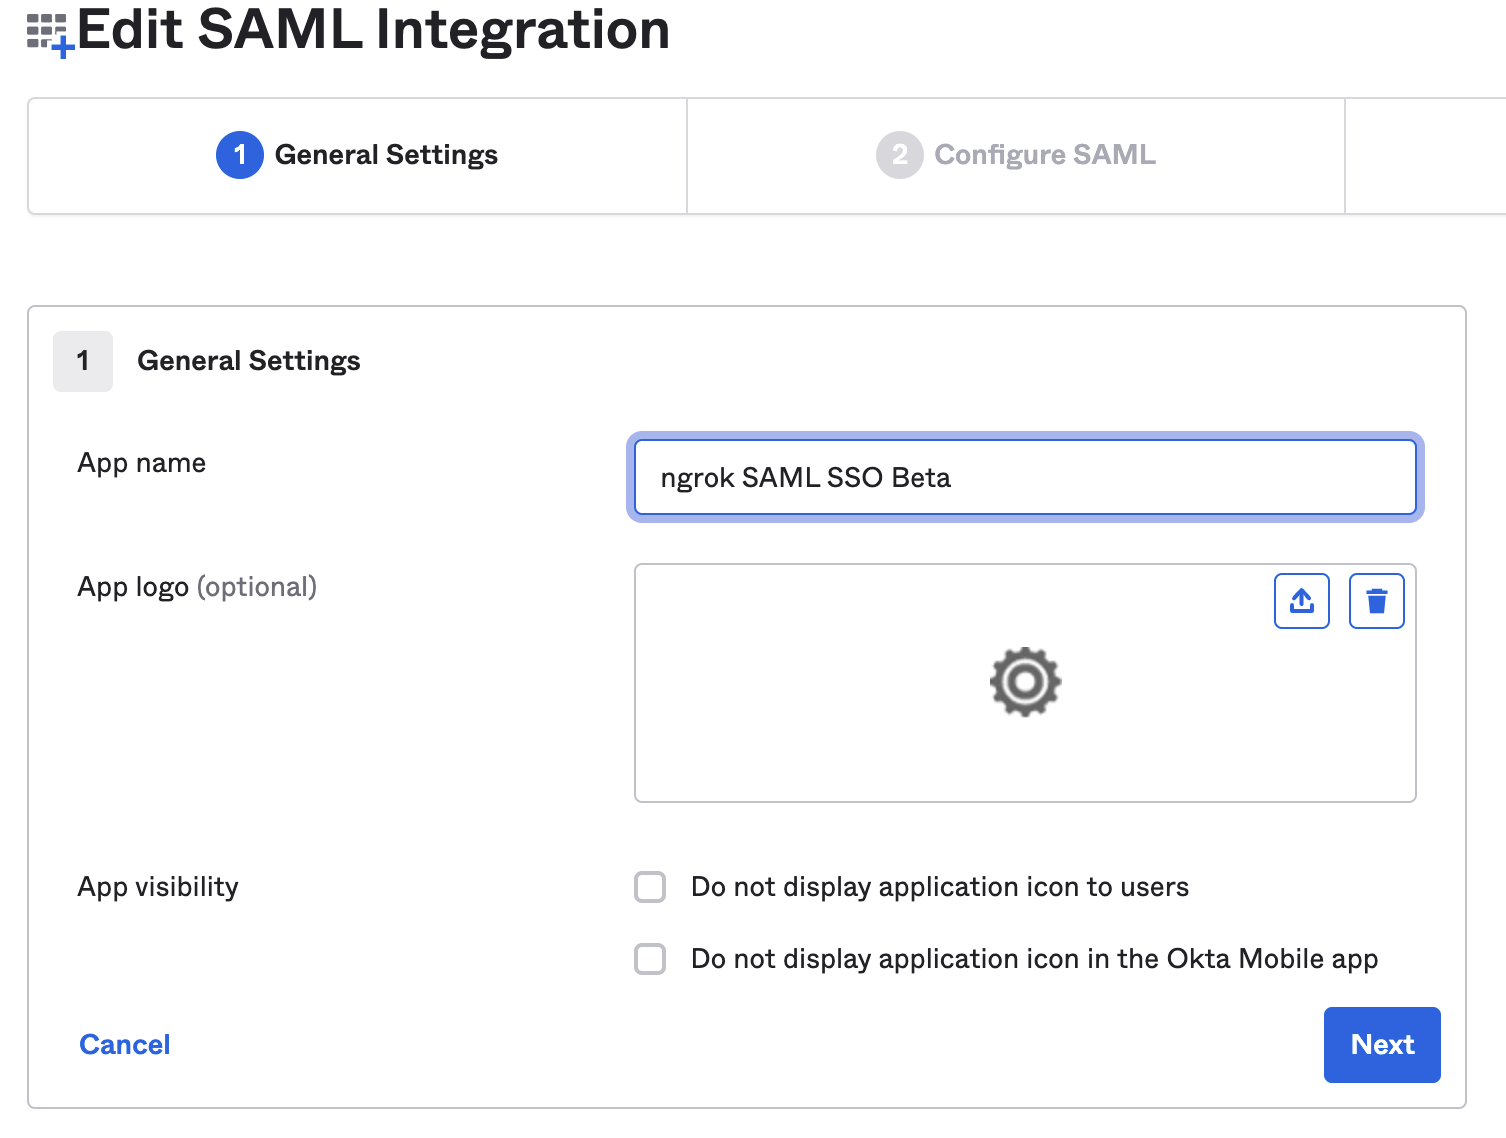 Edit SAML Integration
1 General Settings
2 Configure SAML
1 General Settings
App name
ngrok SAML SSO Beta
App logo (optional)
App visibility
Do not display application icon to users
Do not display application icon in the Okta Mobile app
Cancel
Next